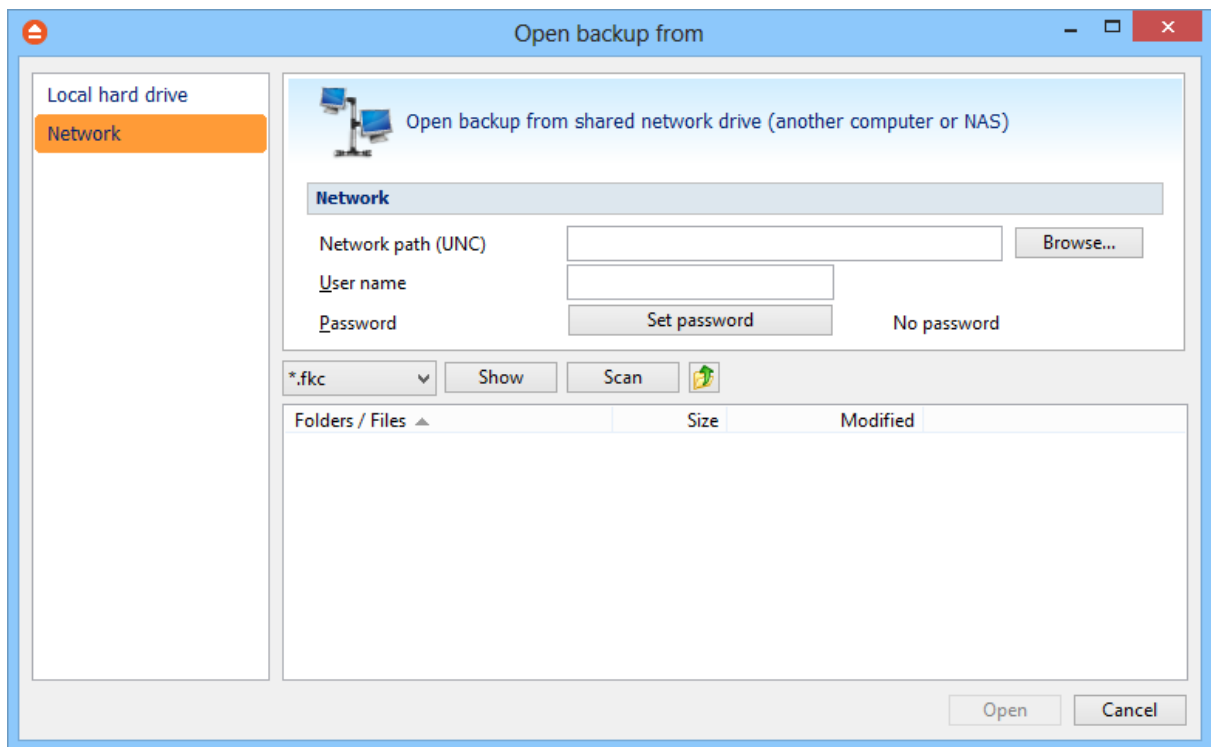 Open backup from
Local hard drive
Network
Open backup from shared network drive (another computer or NAS)
Network
Network path (UNC) Browse...
User name
Password Set password No password
*.fkc Show Scan
Folders / Files Size Modified
Open Cancel